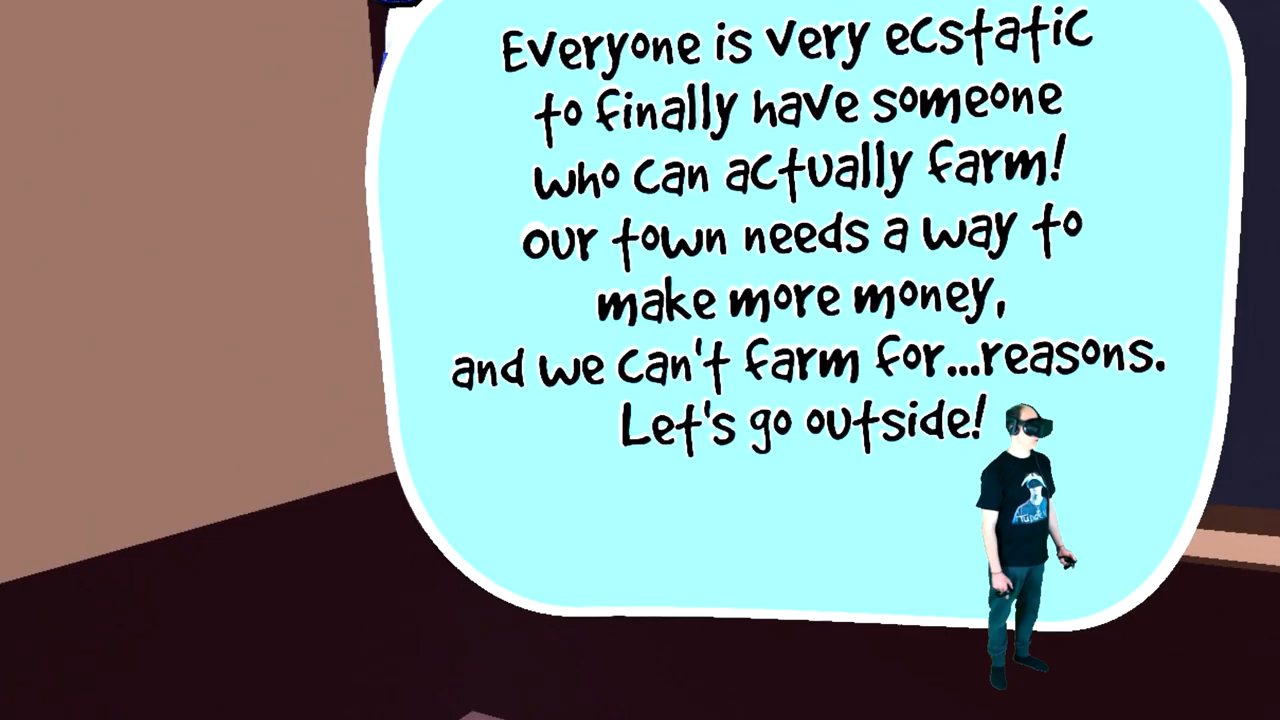 Everyone is very ecstatic
to finally have someone
who can actually farm!
our town needs a way to
make more money,
and we can't farm for...reasons.
Let's go outside!